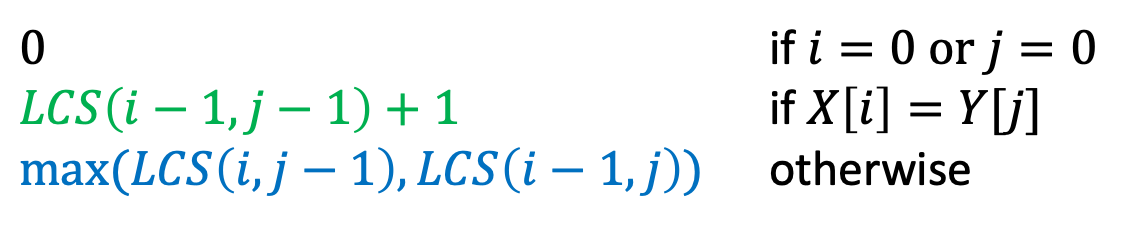 0 if i = 0 or j = 0
LCS(i − 1, j − 1) + 1 if X[i] = Y[j]
max(LCS(i, j − 1), LCS(i − 1, j)) otherwise